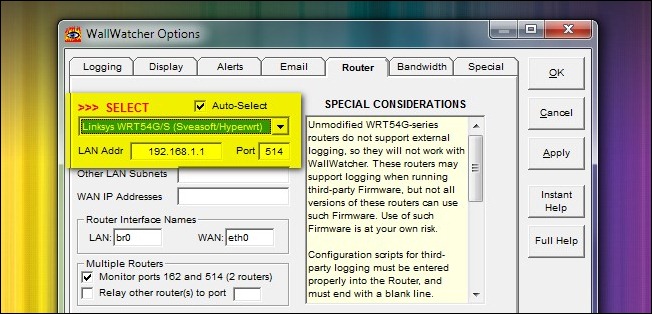 WallWatcher Options
Logging Display Alerts Email Router Bandwidth Special
>>> SELECT
Auto-Select
Linksys WRT54G/S (Sveasoft/Hyperwrt)
LAN Addr 192.168.1.1 Port 514
Other LAN Subnets
WAN IP Addresses
Router Interface Names
LAN: br0 WAN: eth0
Multiple Routers
Monitor ports 162 and 514 (2 routers)
Relay other router(s) to port
SPECIAL CONSIDERATIONS
Unmodified WRT54G-series
routers do not support external
logging, so they will not work with
WallWatcher. These routers may
support logging when running
third-party Firmware, but not all
versions of these routers can use
such Firmware. Use of such
Firmware is at your own risk.
Configuration scripts for third-
party logging must be entered
properly into the Router, and
must end with a blank line.
OK
Cancel
Apply
Instant
Help
Full Help